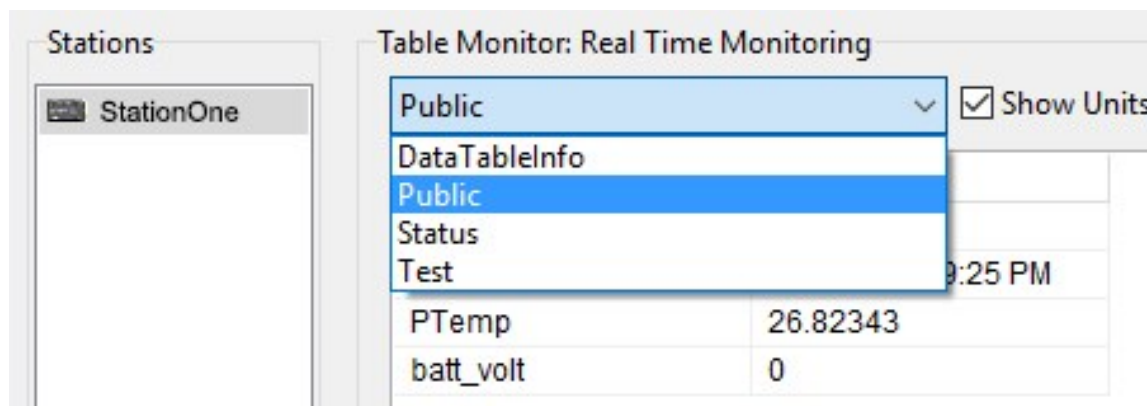 Stations
StationOne
Table Monitor: Real Time Monitoring
Public
Show Units
DataTableInfo
Public
Status
Test
:25 PM
PTemp 26.82343
batt_volt 0